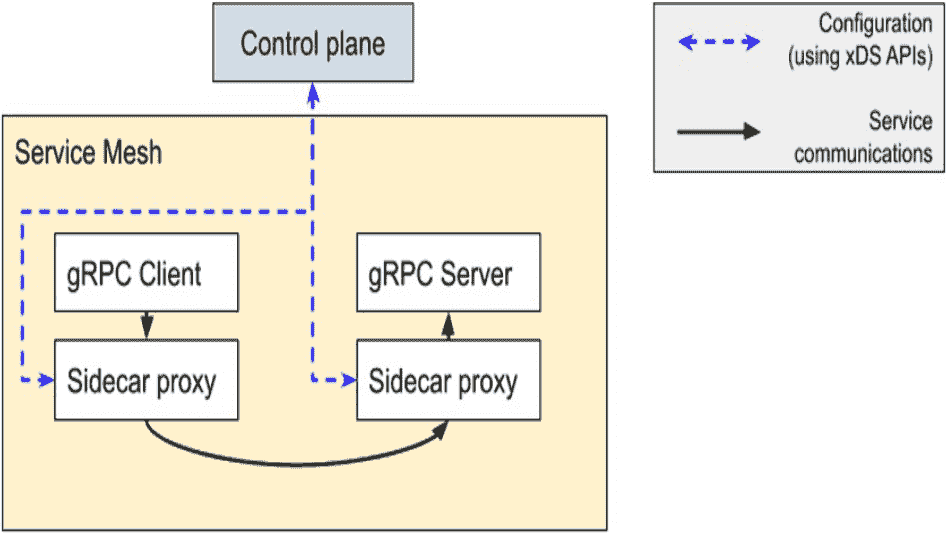 Control plane
Configuration
(using xDS APIs)
Service
communications
Service Mesh
gRPC Client
gRPC Server
Sidecar proxy
Sidecar proxy